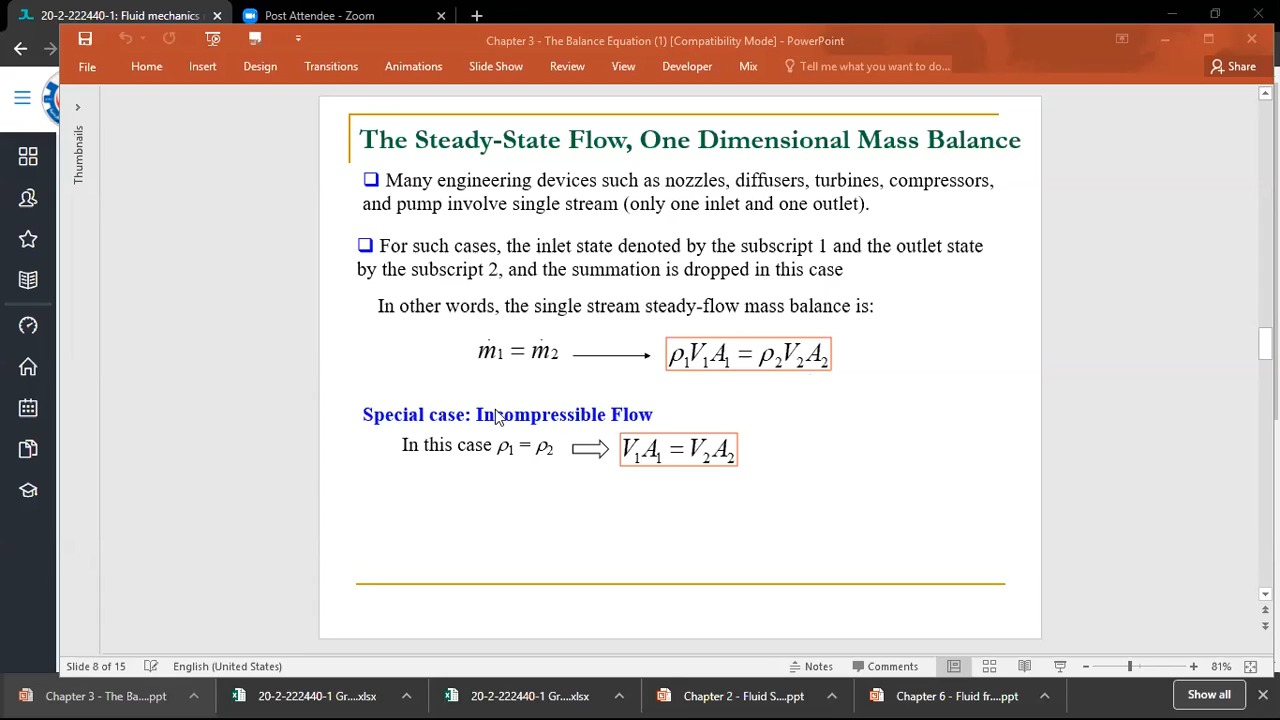 2-20-222440-1: Fluid mechanics
Post Attendee - Zoom
Chapter 3 - The Balance Equation (1) [Compatibility Mode] - PowerPoint
File Home Insert Design Transitions Animations Slide Show Review View Developer Mix Tell me what you want to do... Share
Thumbnails
The Steady-State Flow, One Dimensional Mass Balance
Many engineering devices such as nozzles, diffusers, turbines, compressors,
and pump involve single stream (only one inlet and one outlet).
For such cases, the inlet state denoted by the subscript 1 and the outlet state
by the subscript 2, and the summation is dropped in this case
In other words, the single stream steady-flow mass balance is:
ṁ₁ = ṁ₂ ⟶ ρ₁V₁A₁ = ρ₂V₂A₂
Special case: Incompressible Flow
In this case ρ₁ = ρ₂ ⇨ V₁A₁ = V₂A₂
Slide 8 of 15 English (United States) Notes Comments 81%
Chapter 3 - The Ba....ppt 20-2-222440-1 Gr....xlsx 20-2-222440-1 Gr....xlsx Chapter 2 - Fluid S....ppt Chapter 6 - Fluid fr....ppt Show all